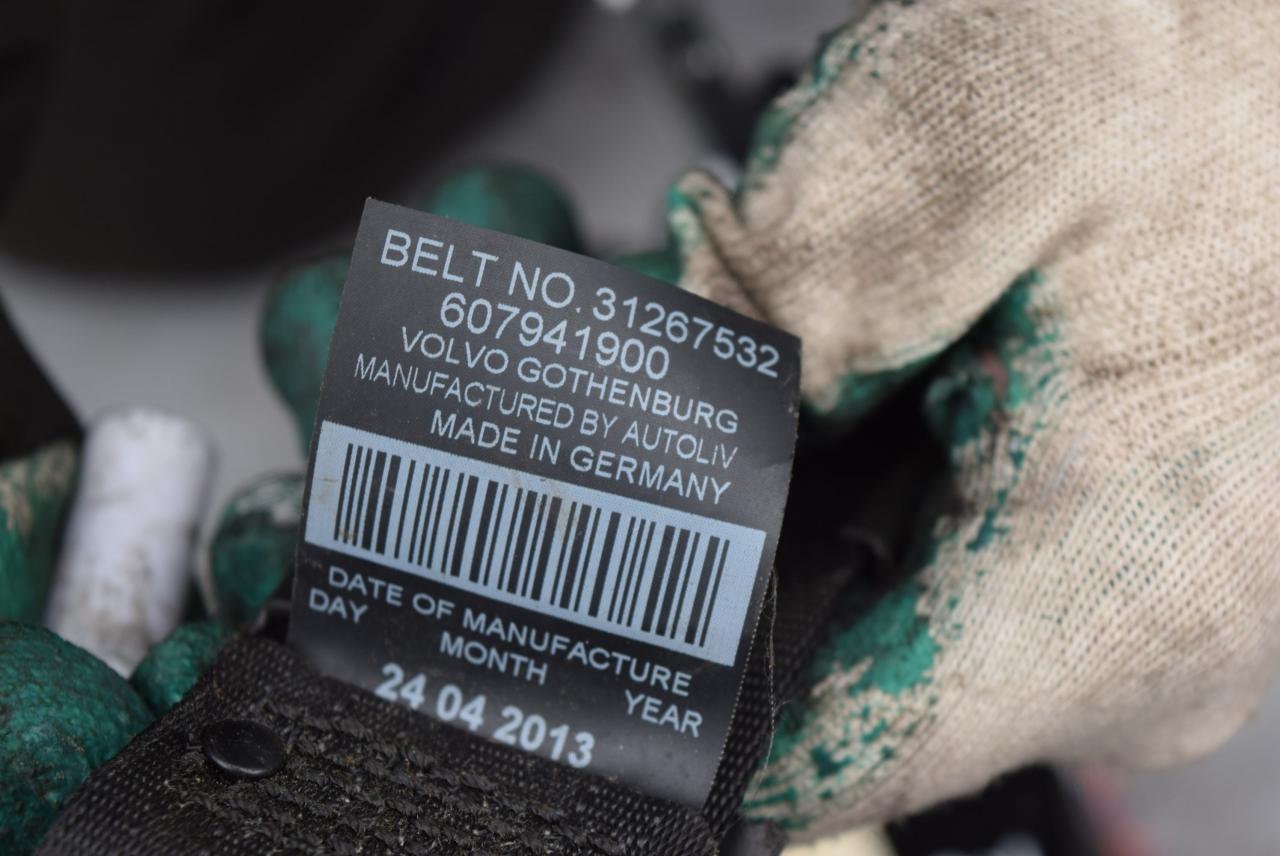 BELT NO. 31267532
607941900
VOLVO GOTHENBURG
MANUFACTURED BY AUTOLIV
MADE IN GERMANY
DATE OF MANUFACTURE
DAY MONTH YEAR
24 04 2013